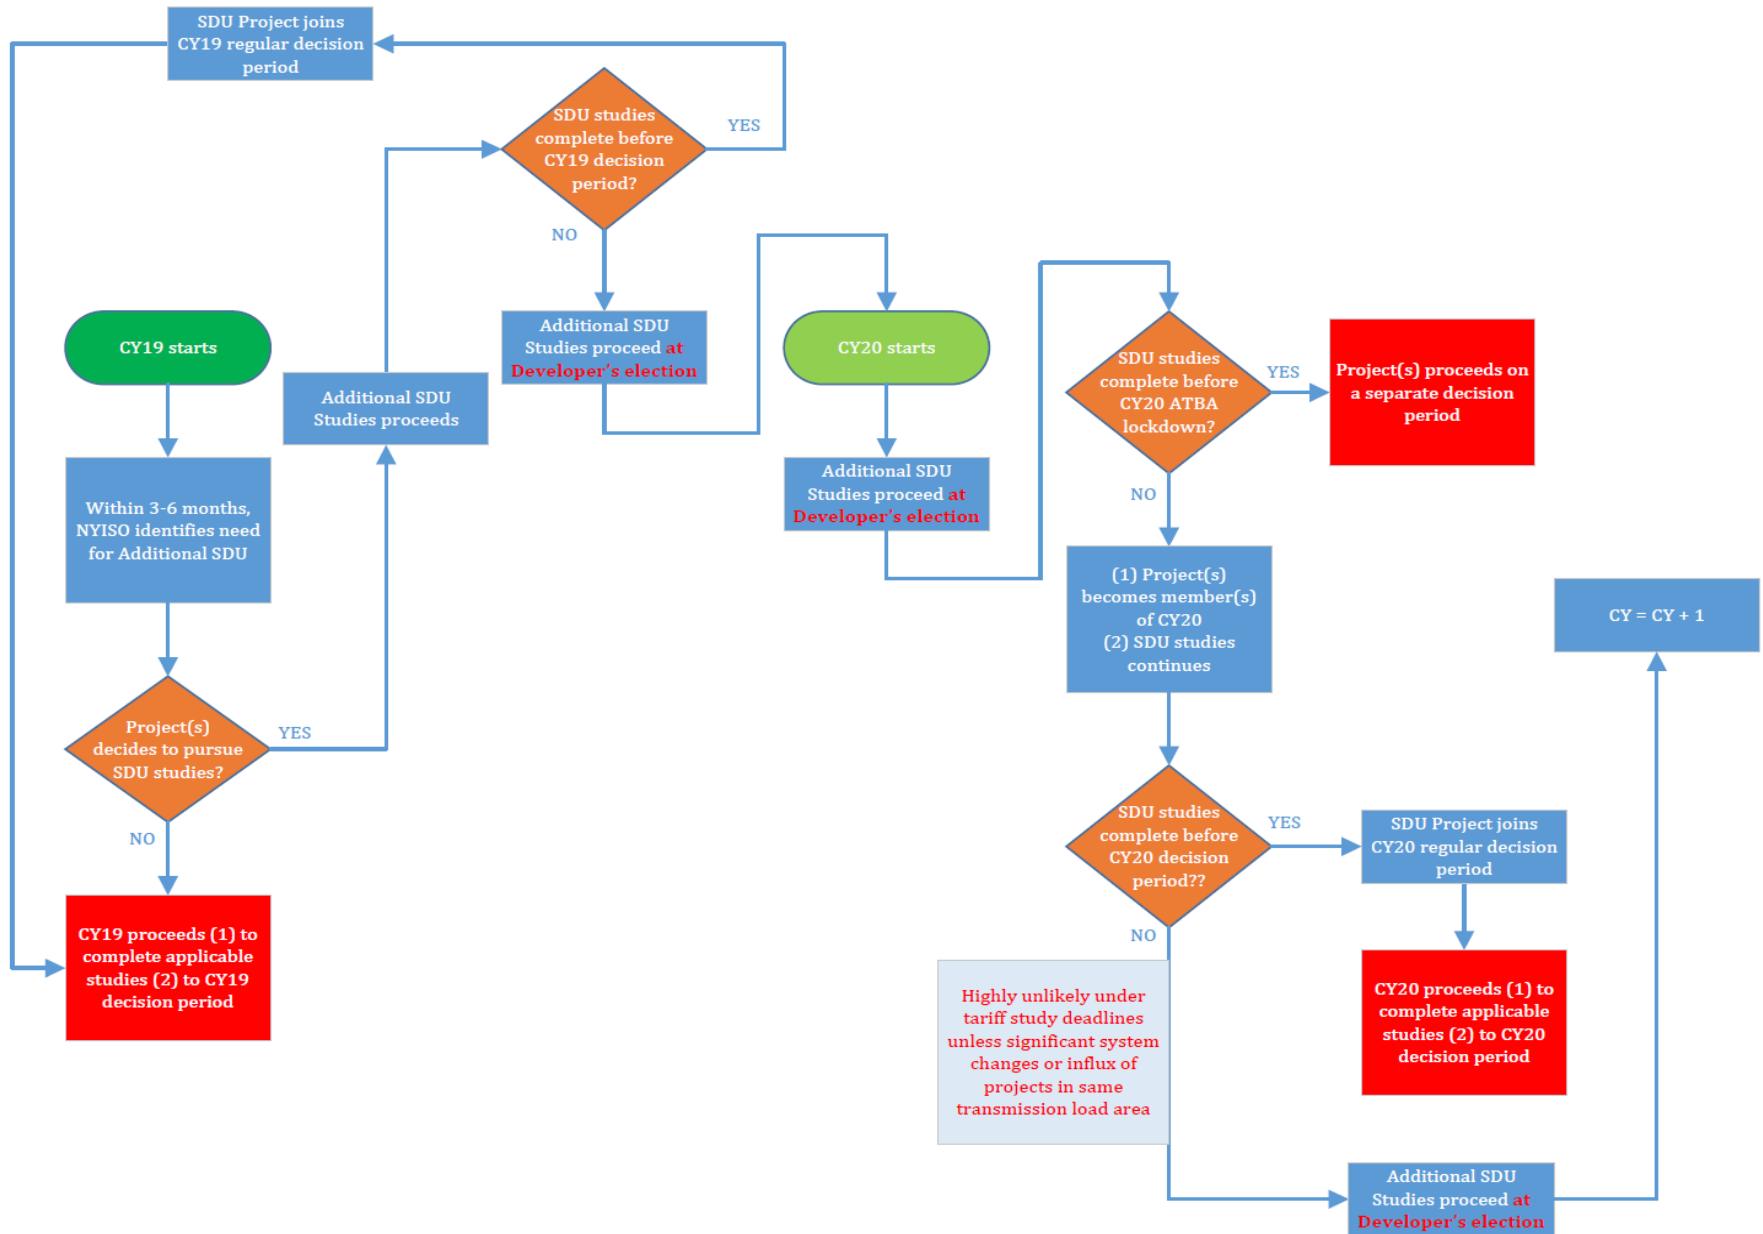 SDU Project joins
CY19 regular decision
period
SDU studies
complete before
CY19 decision
period?
YES
NO
CY19 starts
Additional SDU
Studies proceeds
Additional SDU
Studies proceed at
Developer's election
CY20 starts
SDU studies
complete before
CY20 ATBA
lockdown?
YES
NO
Project(s) proceeds on
a separate decision
period
Within 3-6 months,
NYISO identifies need
for Additional SDU
Additional SDU
Studies proceed at
Developer's election
(1) Project(s)
becomes member(s)
of CY20
(2) SDU studies
continues
CY = CY + 1
Project(s)
decides to pursue
SDU studies?
YES
NO
SDU studies
complete before
CY20 decision
period??
YES
NO
SDU Project joins
CY20 regular decision
period
CY19 proceeds (1) to
complete applicable
studies (2) to CY19
decision period
Highly unlikely under
tariff study deadlines
unless significant system
changes or influx of
projects in same
transmission load area
CY20 proceeds (1) to
complete applicable
studies (2) to CY20
decision period
Additional SDU
Studies proceed at
Developer's election